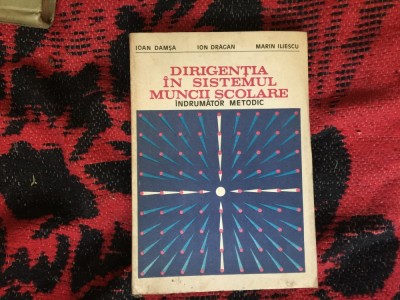 IOAN DAMȘA ION DRAGAN MARIN ILIESCU
DIRIGENȚIA
ÎN SISTEMUL
MUNCII ȘCOLARE
ÎNDRUMĂTOR METODIC